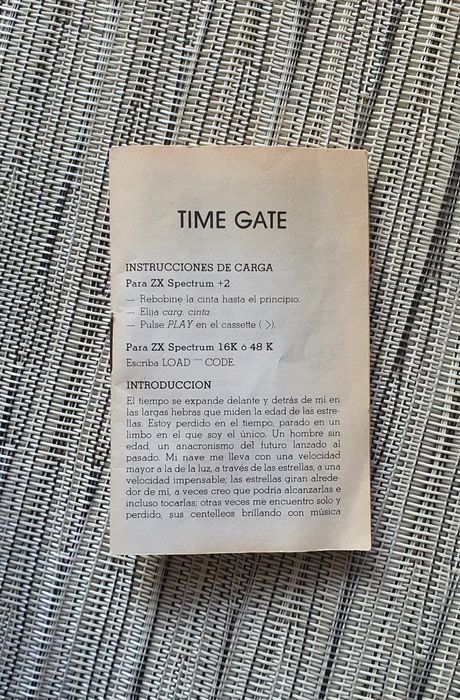 TIME GATE
INSTRUCCIONES DE CARGA
Para ZX Spectrum +2
— Rebobine la cinta hasta el principio.
— Elija carg. cinta
— Pulse PLAY en el cassette ( >).
Para ZX Spectrum 16K ó 48 K
Escriba LOAD "" CODE.
INTRODUCCION
El tiempo se expande delante y detrás de mí en
las largas hebras que miden la edad de las estre-
llas. Estoy perdido en el tiempo, parado en un
limbo en el que soy el único. Un hombre sin
edad, un anacronismo del futuro lanzado al
pasado. Mi nave me lleva con una velocidad
mayor a la de la luz, a través de las estrellas, a una
velocidad impensable; las estrellas giran alrede-
dor de mí, a veces creo que podría alcanzarlas e
incluso tocarlas; otras veces me encuentro solo y
perdido, sus centelleos brillando con música